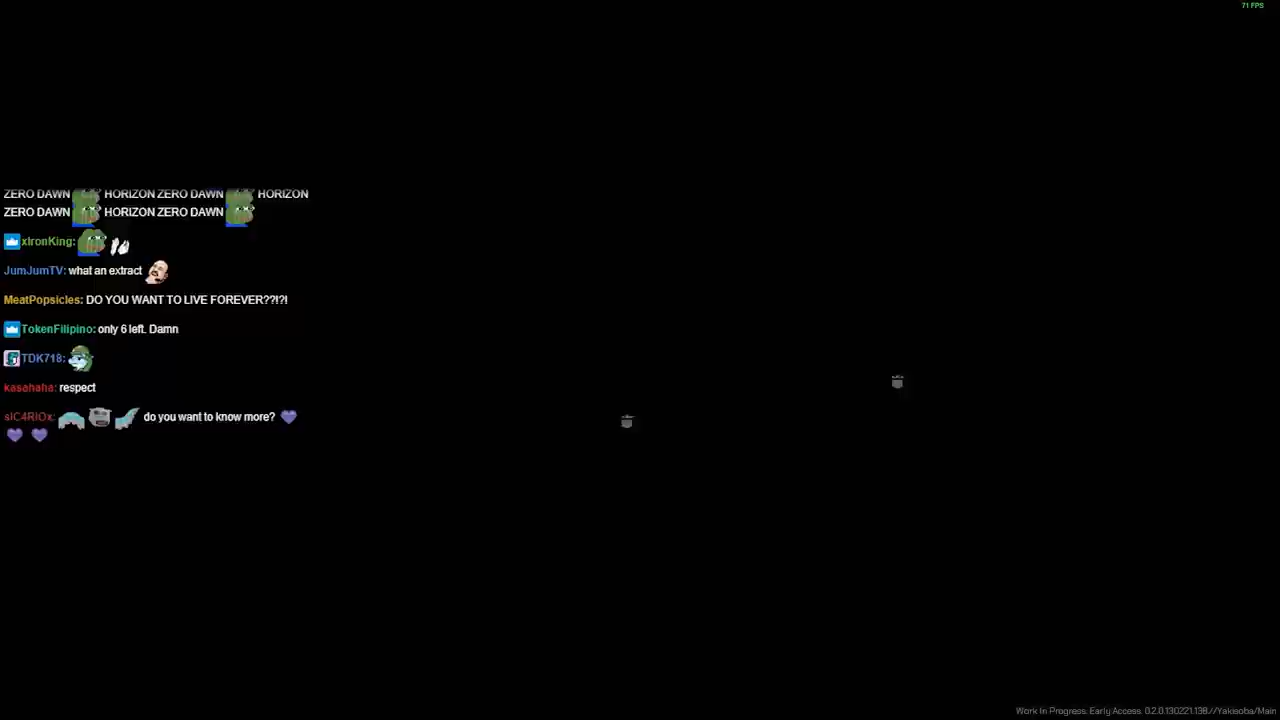 71 FPS
ZERO DAWN HORIZON ZERO DAWN HORIZON
ZERO DAWN HORIZON ZERO DAWN
xIronKing:
JumJumTV: what an extract
MeatPopsicles: DO YOU WANT TO LIVE FOREVER??!?!
TokenFilipino: only 6 left. Damn
TDK718:
kasahaha: respect
sIC4RIOx: do you want to know more?
Work In Progress. Early Access. 0.2.0.130221.138//Yakisoba/Main